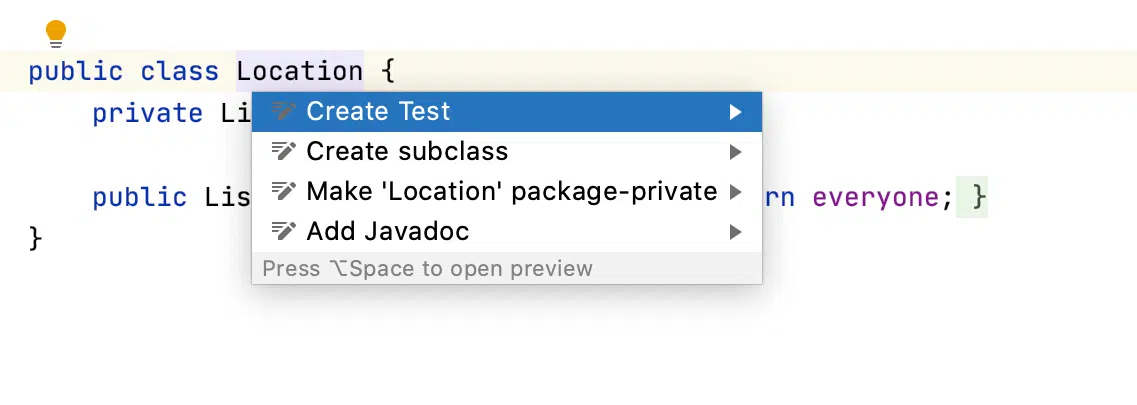 public class Location {
private Li
Create Test
Create subclass
public Lis
Make 'Location' package-private
rn everyone; }
Add Javadoc
}
Press ⌥Space to open preview